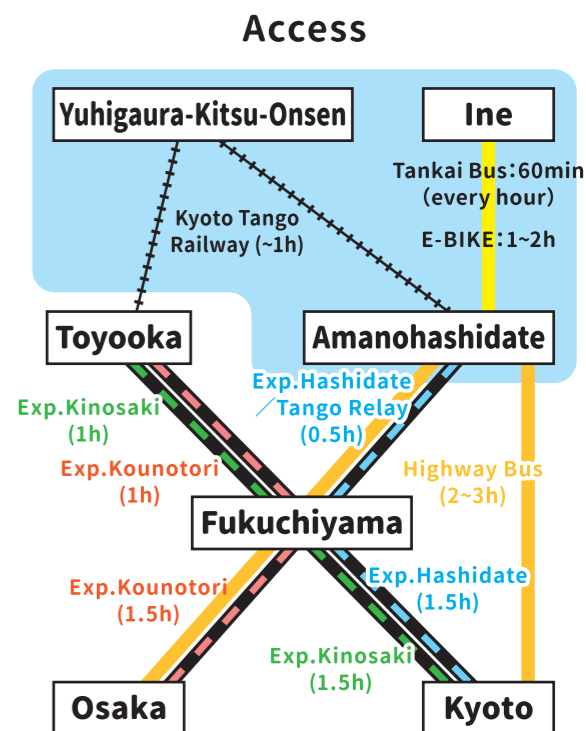 Access
Yuhigaura-Kitsu-Onsen
Ine
Tankai Bus:60min
(every hour)
E-BIKE:1~2h
Kyoto Tango
Railway (~1h)
Toyooka
Amanohashidate
Exp.Hashidate
／Tango Relay
(0.5h)
Exp.Kinosaki
(1h)
Exp.Kounotori
(1h)
Highway Bus
(2~3h)
Fukuchiyama
Exp.Kounotori
(1.5h)
Exp.Hashidate
(1.5h)
Exp.Kinosaki
(1.5h)
Osaka
Kyoto